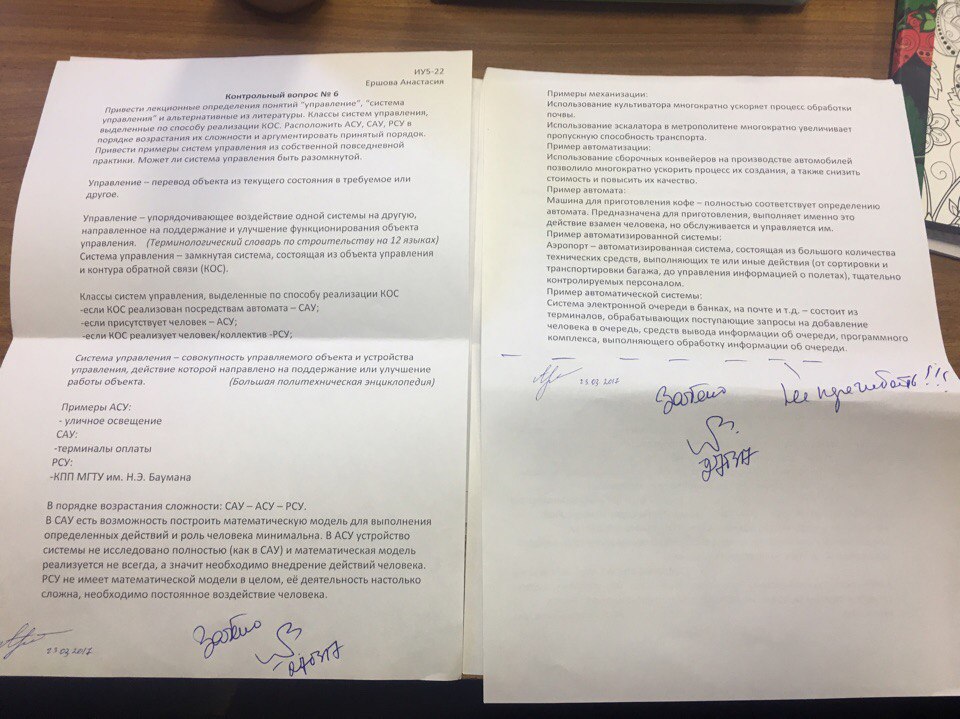 ИУ5-22
Ершова Анастасия
Контрольный вопрос № 6
Привести лекционные определения понятий "управление", "система
управления" и альтернативные из литературы. Классы систем управления,
выделенные по способу реализации КОС. Расположить АСУ, САУ, РСУ в
порядке возрастания их сложности и аргументировать принятый порядок.
Привести примеры систем управления из собственной повседневной
практики. Может ли система управления быть разомкнутой.
Управление – перевод объекта из текущего состояния в требуемое или
другое.
Управление – упорядочивающее воздействие одной системы на другую,
направленное на поддержание и улучшение функционирования объекта
управления. (Терминологический словарь по строительству на 12 языках)
Система управления – замкнутая система, состоящая из объекта управления
и контура обратной связи (КОС).
Классы систем управления, выделенные по способу реализации КОС
-если КОС реализован посредствам автомата – САУ;
-если присутствует человек – АСУ;
-если КОС реализует человек/коллектив -РСУ;
Система управления – совокупность управляемого объекта и устройства
управления, действие которой направлено на поддержание или улучшение
работы объекта. (Большая политехническая энциклопедия)
Примеры АСУ:
- уличное освещение
САУ:
-терминалы оплаты
РСУ:
-КПП МГТУ им. Н.Э. Баумана
В порядке возрастания сложности: САУ – АСУ – РСУ.
В САУ есть возможность построить математическую модель для выполнения
определенных действий и роль человека минимальна. В АСУ устройство
системы не исследовано полностью (как в САУ) и математическая модель
реализуется не всегда, а значит необходимо внедрение действий человека.
РСУ не имеет математической модели в целом, её деятельность настолько
сложна, необходимо постоянное воздействие человека.
23.03.2017
Зачтено
270317
Примеры механизации:
Использование культиватора многократно ускоряет процесс обработки
почвы.
Использование эскалатора в метрополитене многократно увеличивает
пропускную способность транспорта.
Пример автоматизации:
Использование сборочных конвейеров на производстве автомобилей
позволило многократно ускорить процесс их создания, а также снизить
стоимость и повысить их качество.
Пример автомата:
Машина для приготовления кофе – полностью соответствует определению
автомата. Предназначена для приготовления, выполняет именно это
действие взамен человека, но обслуживается и управляется им.
Пример автоматизированной системы:
Аэропорт – автоматизированная система, состоящая из большого количества
технических средств, выполняющих те или иные действия (от сортировки и
транспортировки багажа, до управления информацией о полетах), тщательно
контролируемых персоналом.
Пример автоматической системы:
Система электронной очереди в банках, на почте и т.д. – состоит из
терминалов, обрабатывающих поступающие запросы на добавление
человека в очередь, средств вывода информации об очереди, программного
комплекса, выполняющего обработку информации об очереди.
23.03.2017
Зачтено
Не прогибать!!!
270317